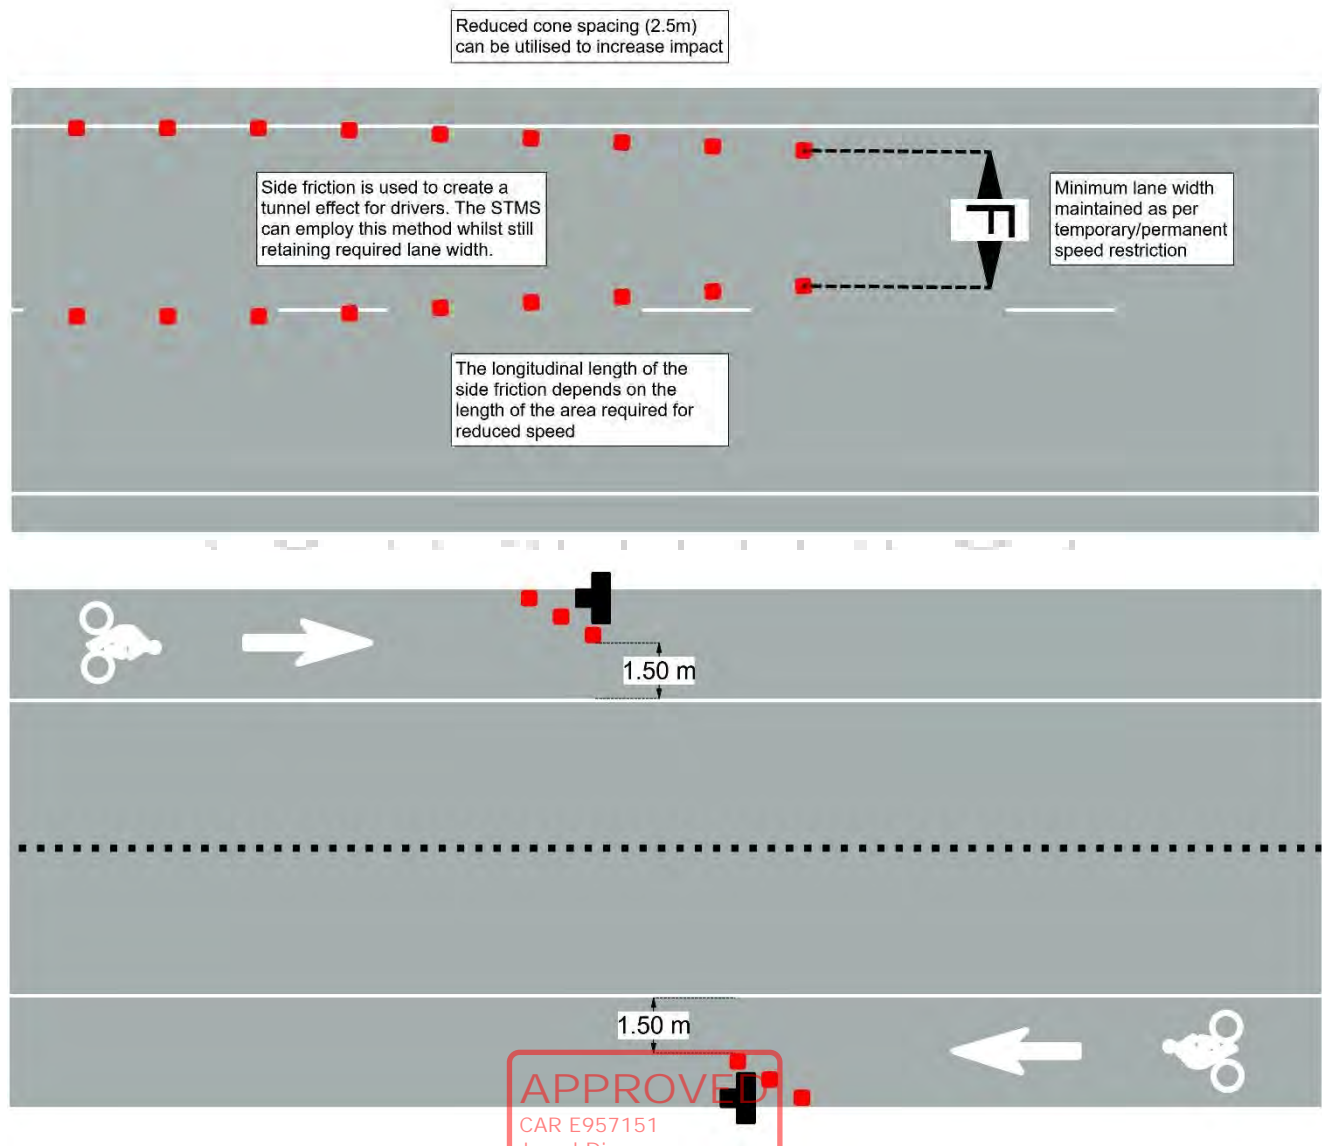 Reduced cone spacing (2.5m)
can be utilised to increase impact
Side friction is used to create a
tunnel effect for drivers. The STMS
can employ this method whilst still
retaining required lane width.
F
Minimum lane width
maintained as per
temporary/permanent
speed restriction
The longitudinal length of the
side friction depends on the
length of the area required for
reduced speed
1.50 m
1.50 m
APPROVED
CAR E957151